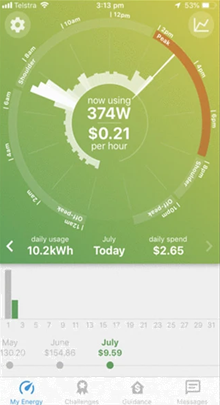 Telstra 3:13 pm 53%
12pm
10am
2pm
Peak
8am
4pm
Shoulder
now using
374W
$0.21
per hour
6am
6pm
4am
8pm
Shoulder
2am
10pm
Off-peak
Off-peak
12am
daily usage July daily spend
10.2kWh Today $2.65
1 3 5 7 9 11 13 15 17 19 21 23 25 27 29 31
May June July
130.20 $154.86 $9.59
My Energy Challenges Guidance Messages